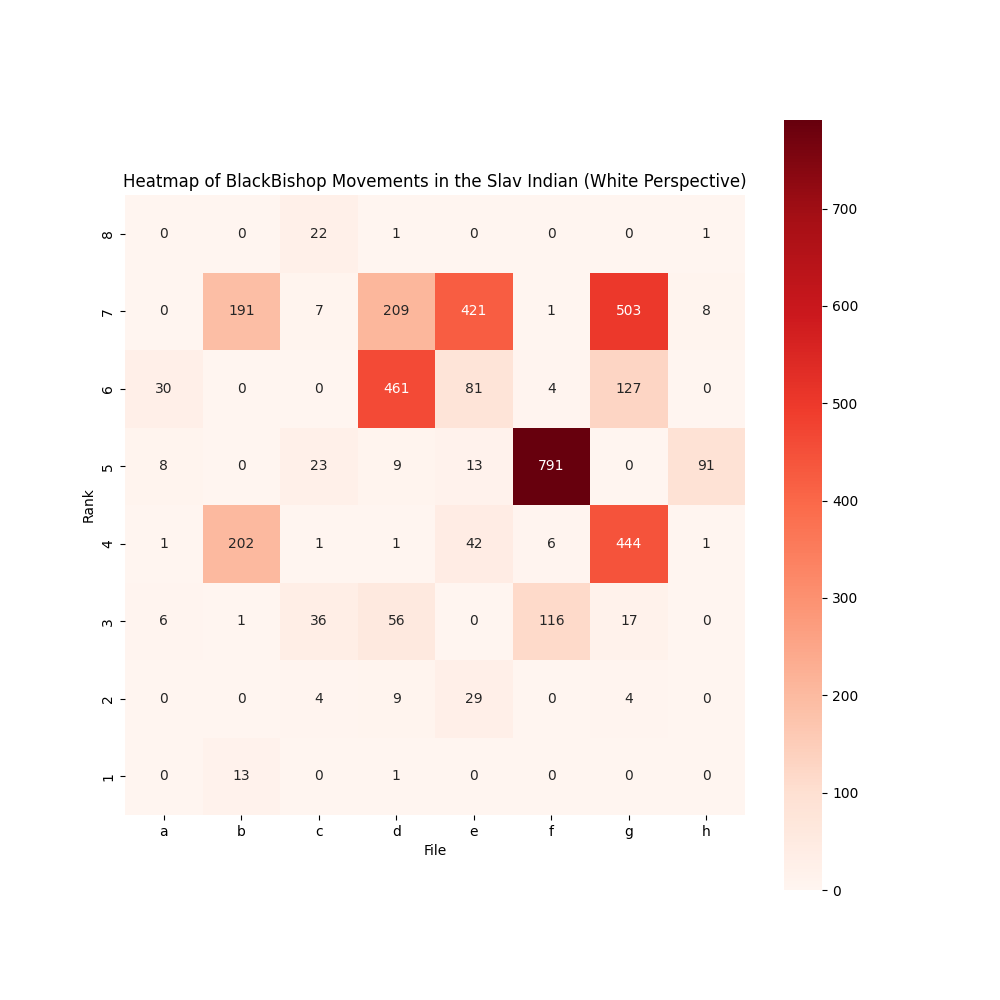 Heatmap of BlackBishop Movements in the Slav Indian (White Perspective)
8 0 0 22 1 0 0 0 1
7 0 191 7 209 421 1 503 8
6 30 0 0 461 81 4 127 0
5 8 0 23 9 13 791 0 91
4 1 202 1 1 42 6 444 1
3 6 1 36 56 0 116 17 0
2 0 0 4 9 29 0 4 0
1 0 13 0 1 0 0 0 0
a b c d e f g h
Rank
File
700
600
500
400
300
200
100
0